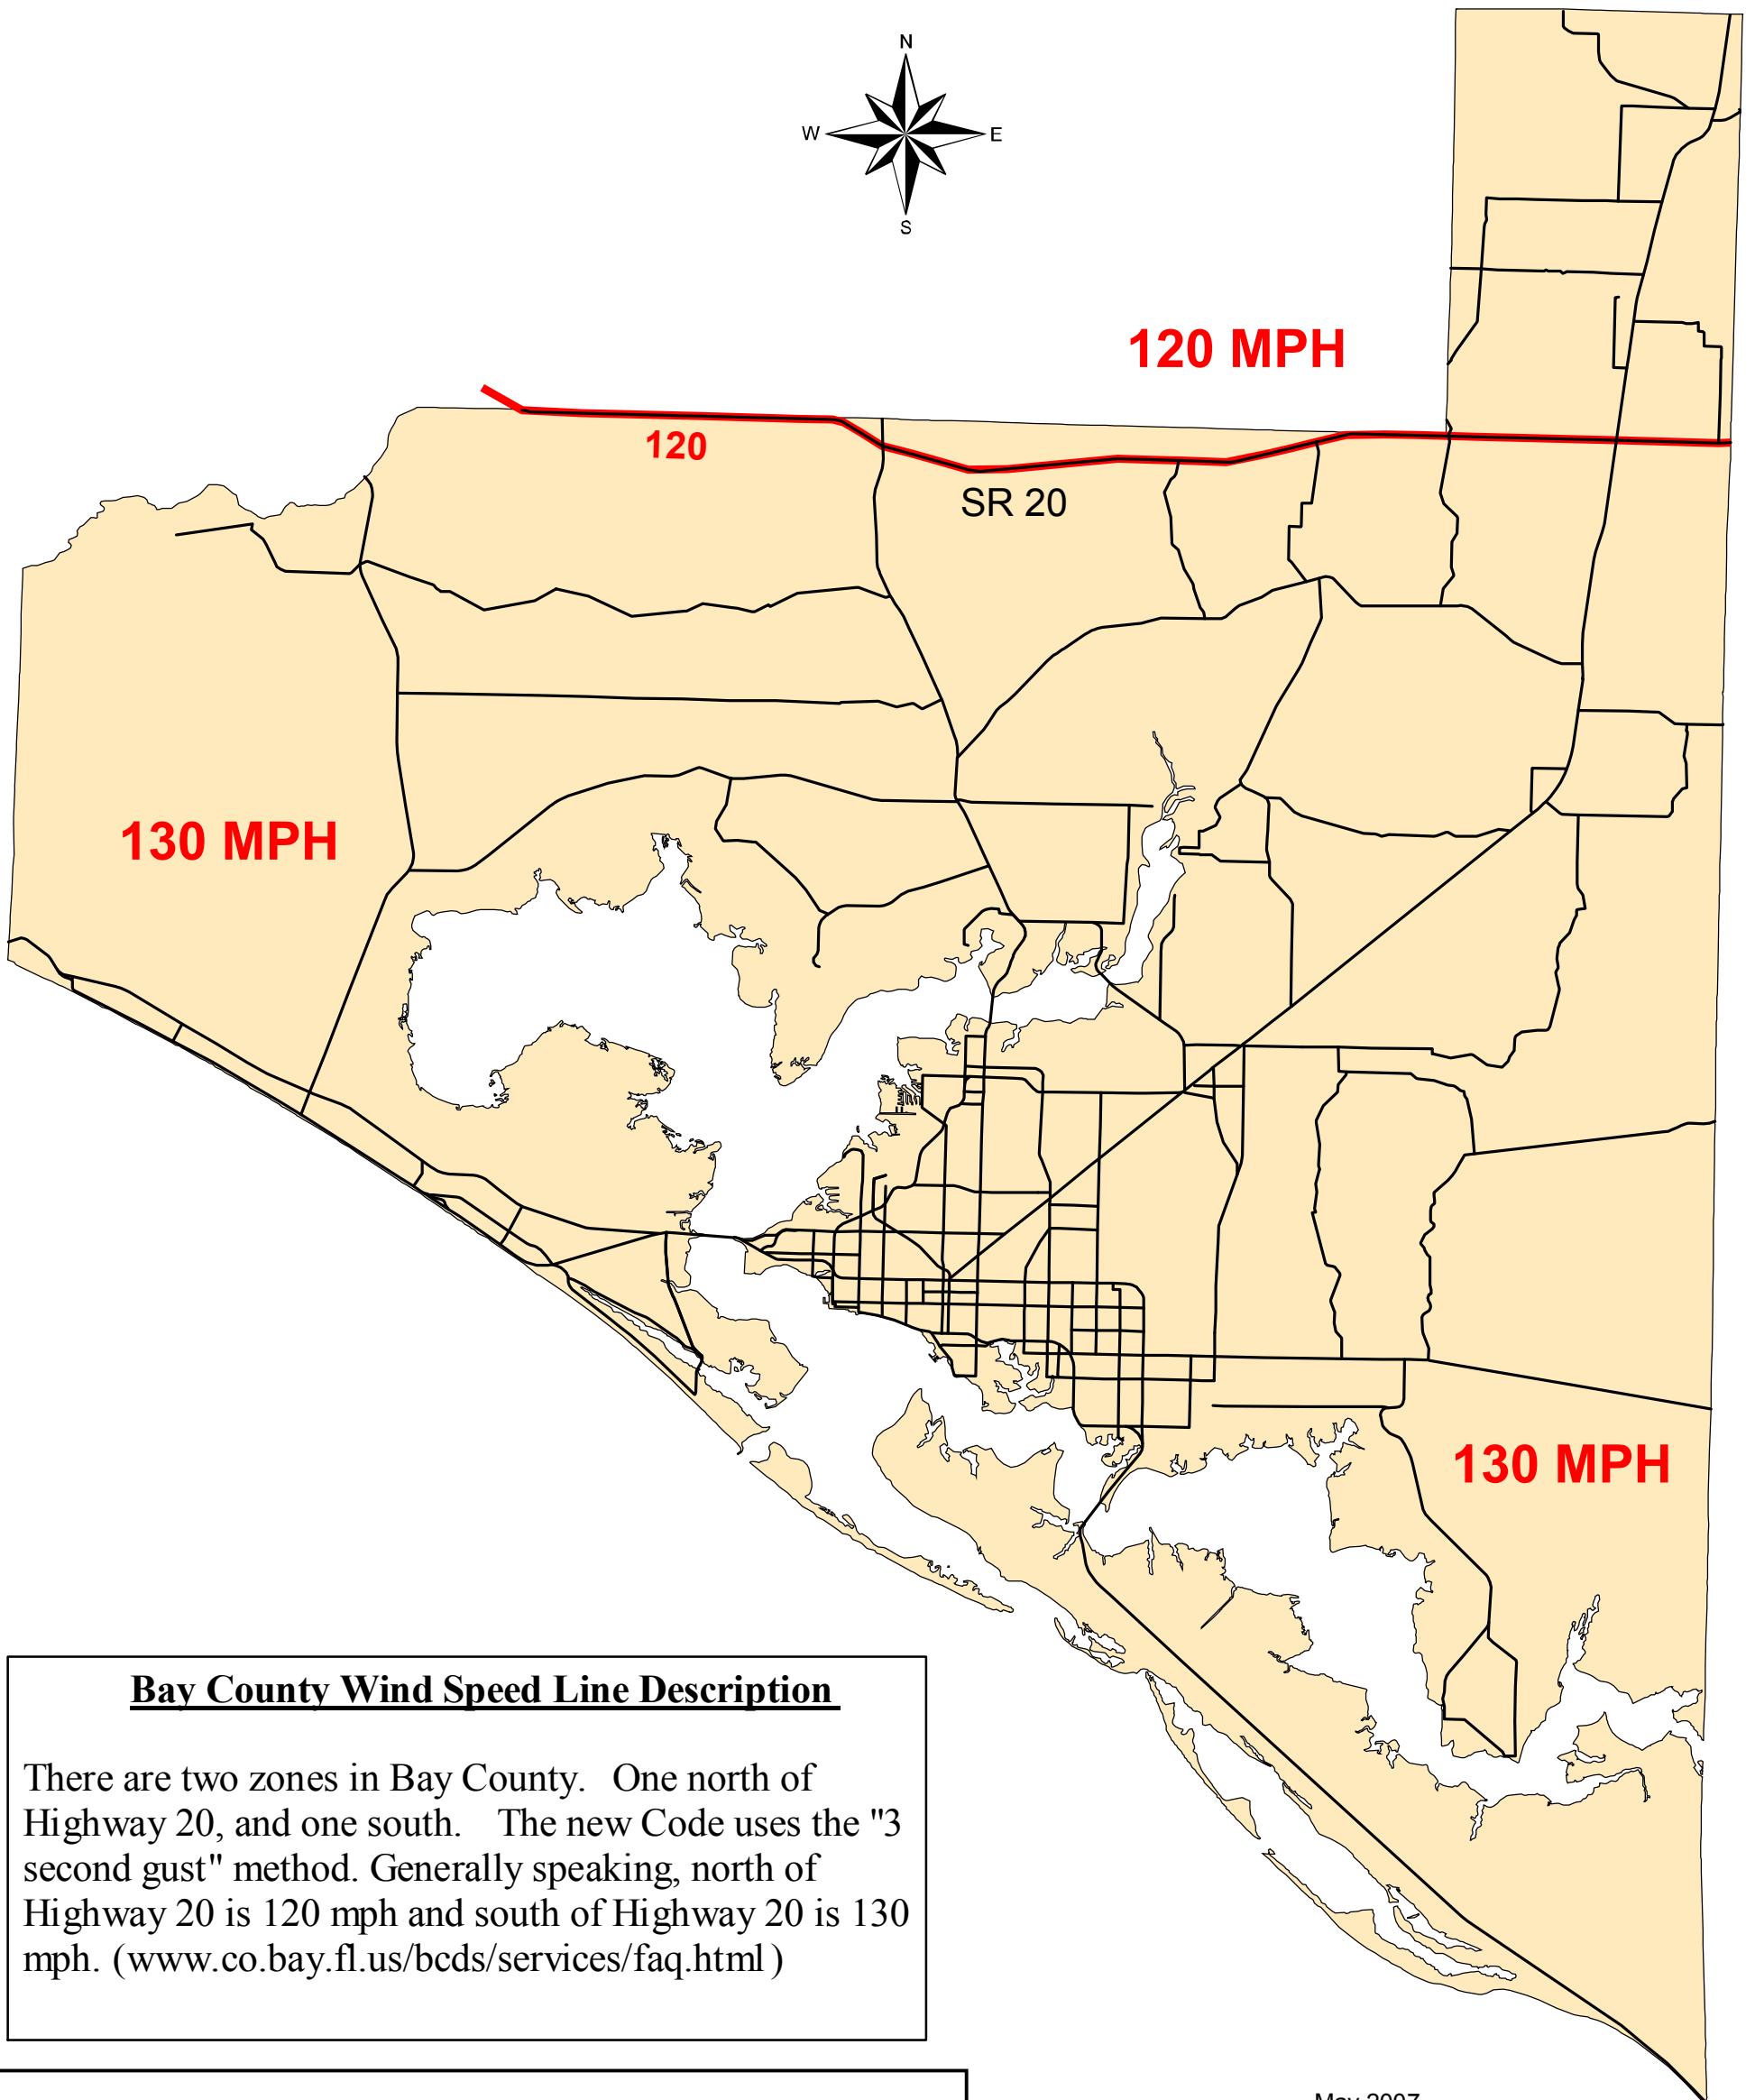 N
W E
S
120 MPH
120
SR 20
130 MPH
130 MPH
Bay County Wind Speed Line Description
There are two zones in Bay County. One north of
Highway 20, and one south. The new Code uses the "3
second gust" method. Generally speaking, north of
Highway 20 is 120 mph and south of Highway 20 is 130
mph. (www.co.bay.fl.us/bcds/services/faq.html)
May 2007